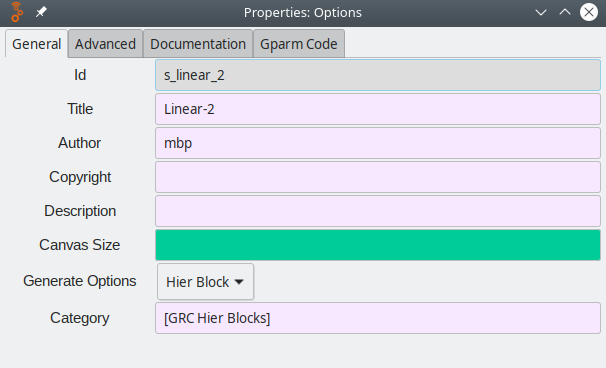 Properties: Options
General Advanced Documentation Gparm Code
Id s_linear_2
Title Linear-2
Author mbp
Copyright
Description
Canvas Size
Generate Options Hier Block
Category [GRC Hier Blocks]